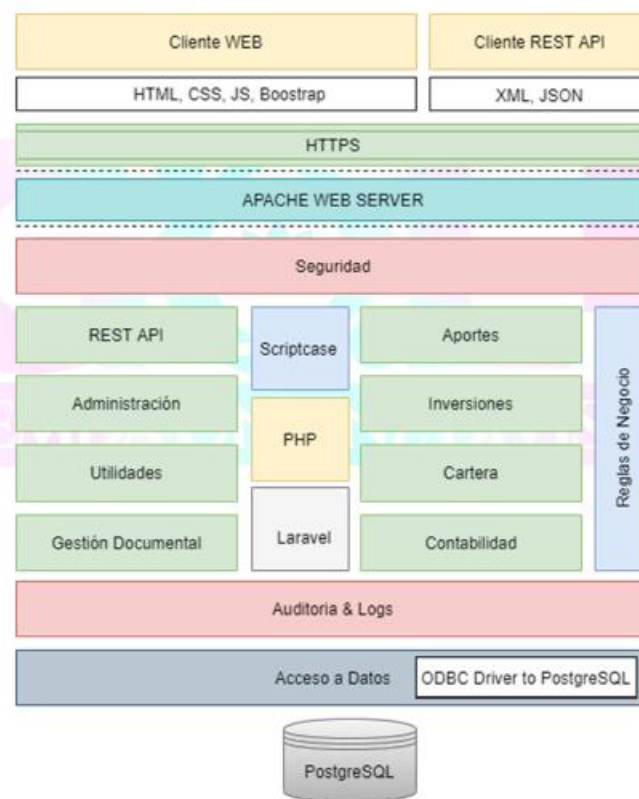 Cliente WEB
Cliente REST API
HTML, CSS, JS, Boostrap
XML, JSON
HTTPS
APACHE WEB SERVER
Seguridad
REST API
Scriptcase
Aportes
Administración
PHP
Inversiones
Utilidades
Cartera
Gestión Documental
Laravel
Contabilidad
Reglas de Negocio
Auditoria & Logs
Acceso a Datos
ODBC Driver to PostgreSQL
PostgreSQL